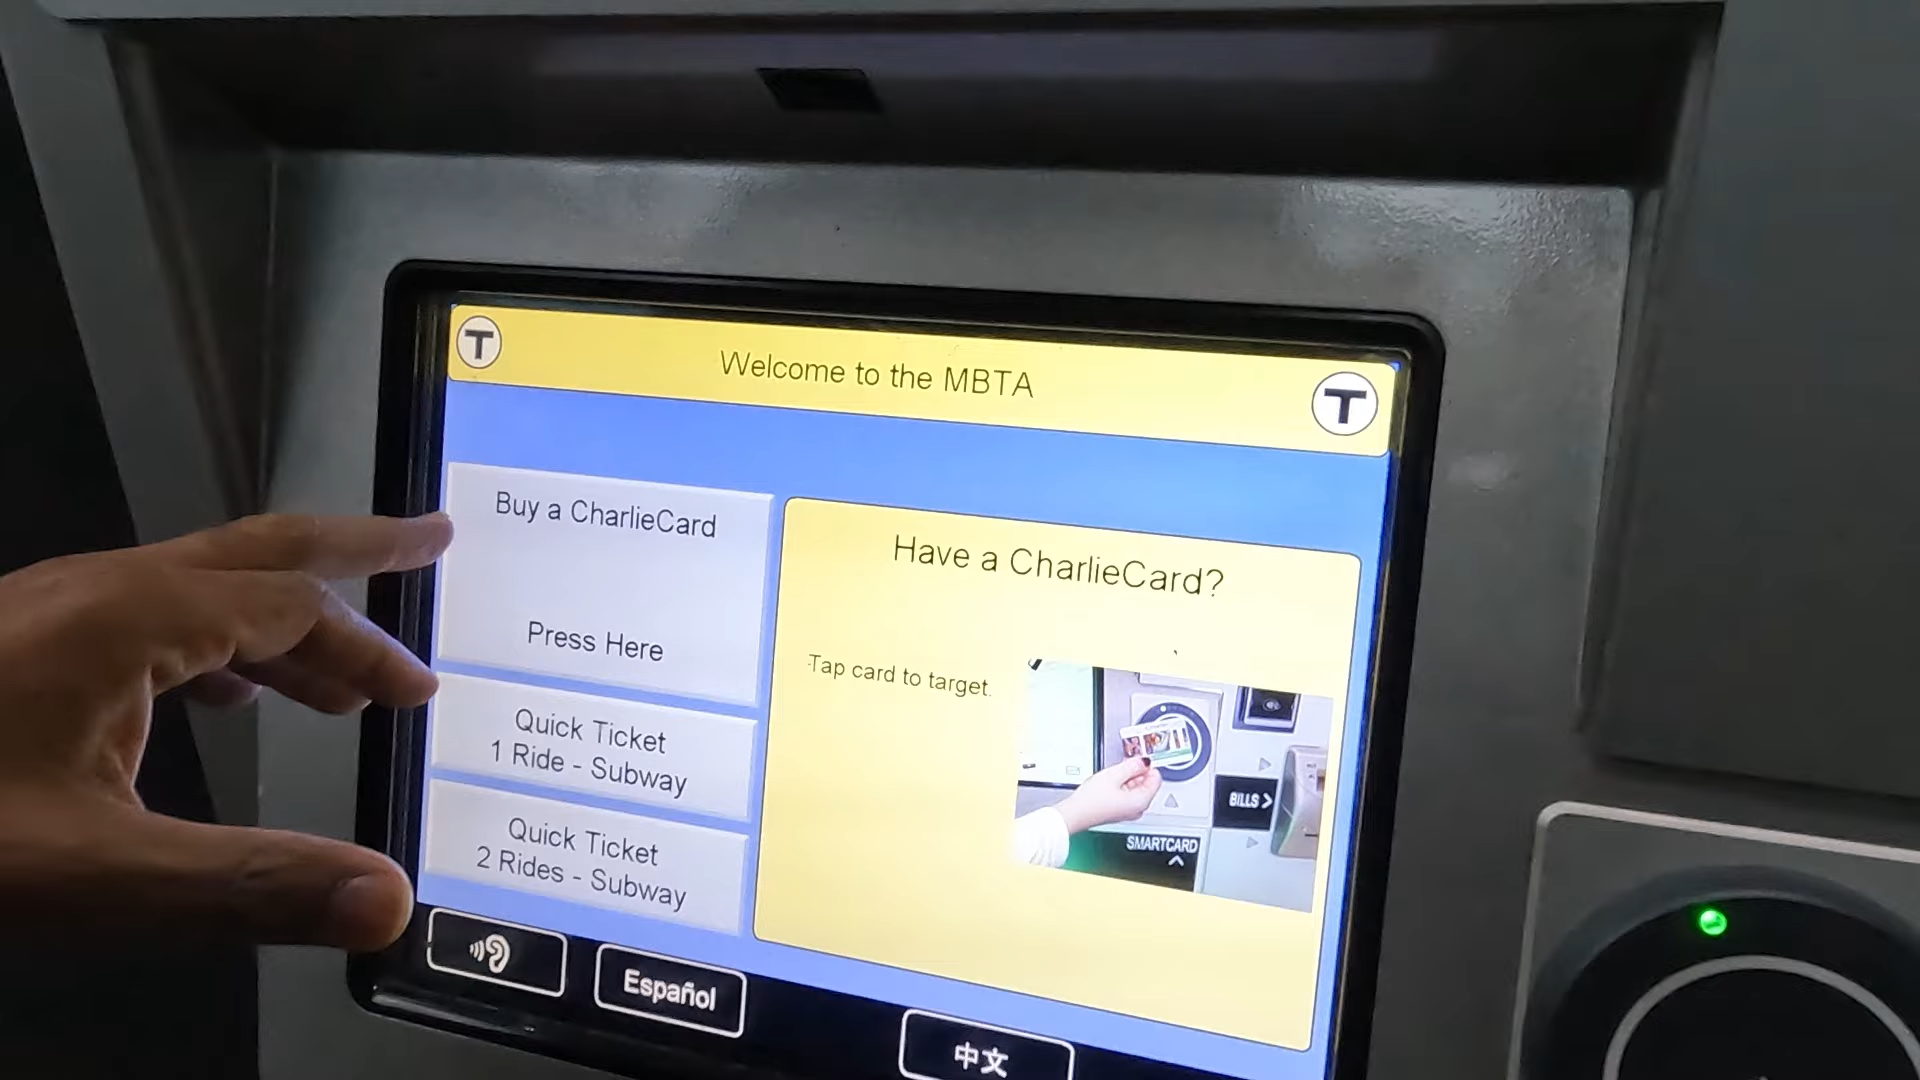 T
Welcome to the MBTA
T
Buy a CharlieCard
Press Here
Quick Ticket
1 Ride - Subway
Quick Ticket
2 Rides - Subway
Have a CharlieCard?
Tap card to target.
BILLS >
SMARTCARD
Español
中文